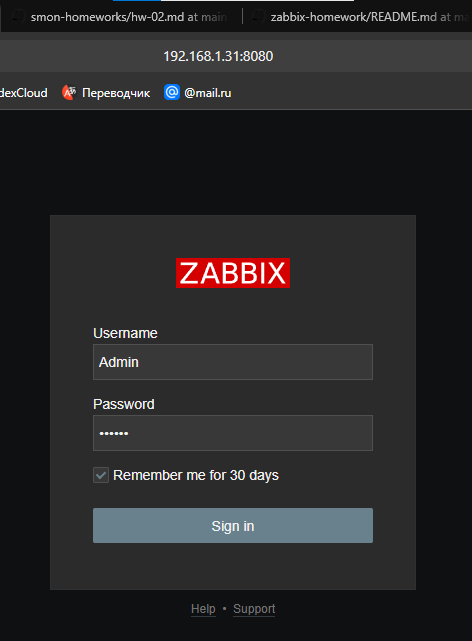 smon-homeworks/hw-02.md at main
zabbix-homework/README.md at ma
192.168.1.31:8080
dexCloud Переводчик @mail.ru
ZABBIX
Username
Admin
Password
••••••
Remember me for 30 days
Sign in
Help • Support